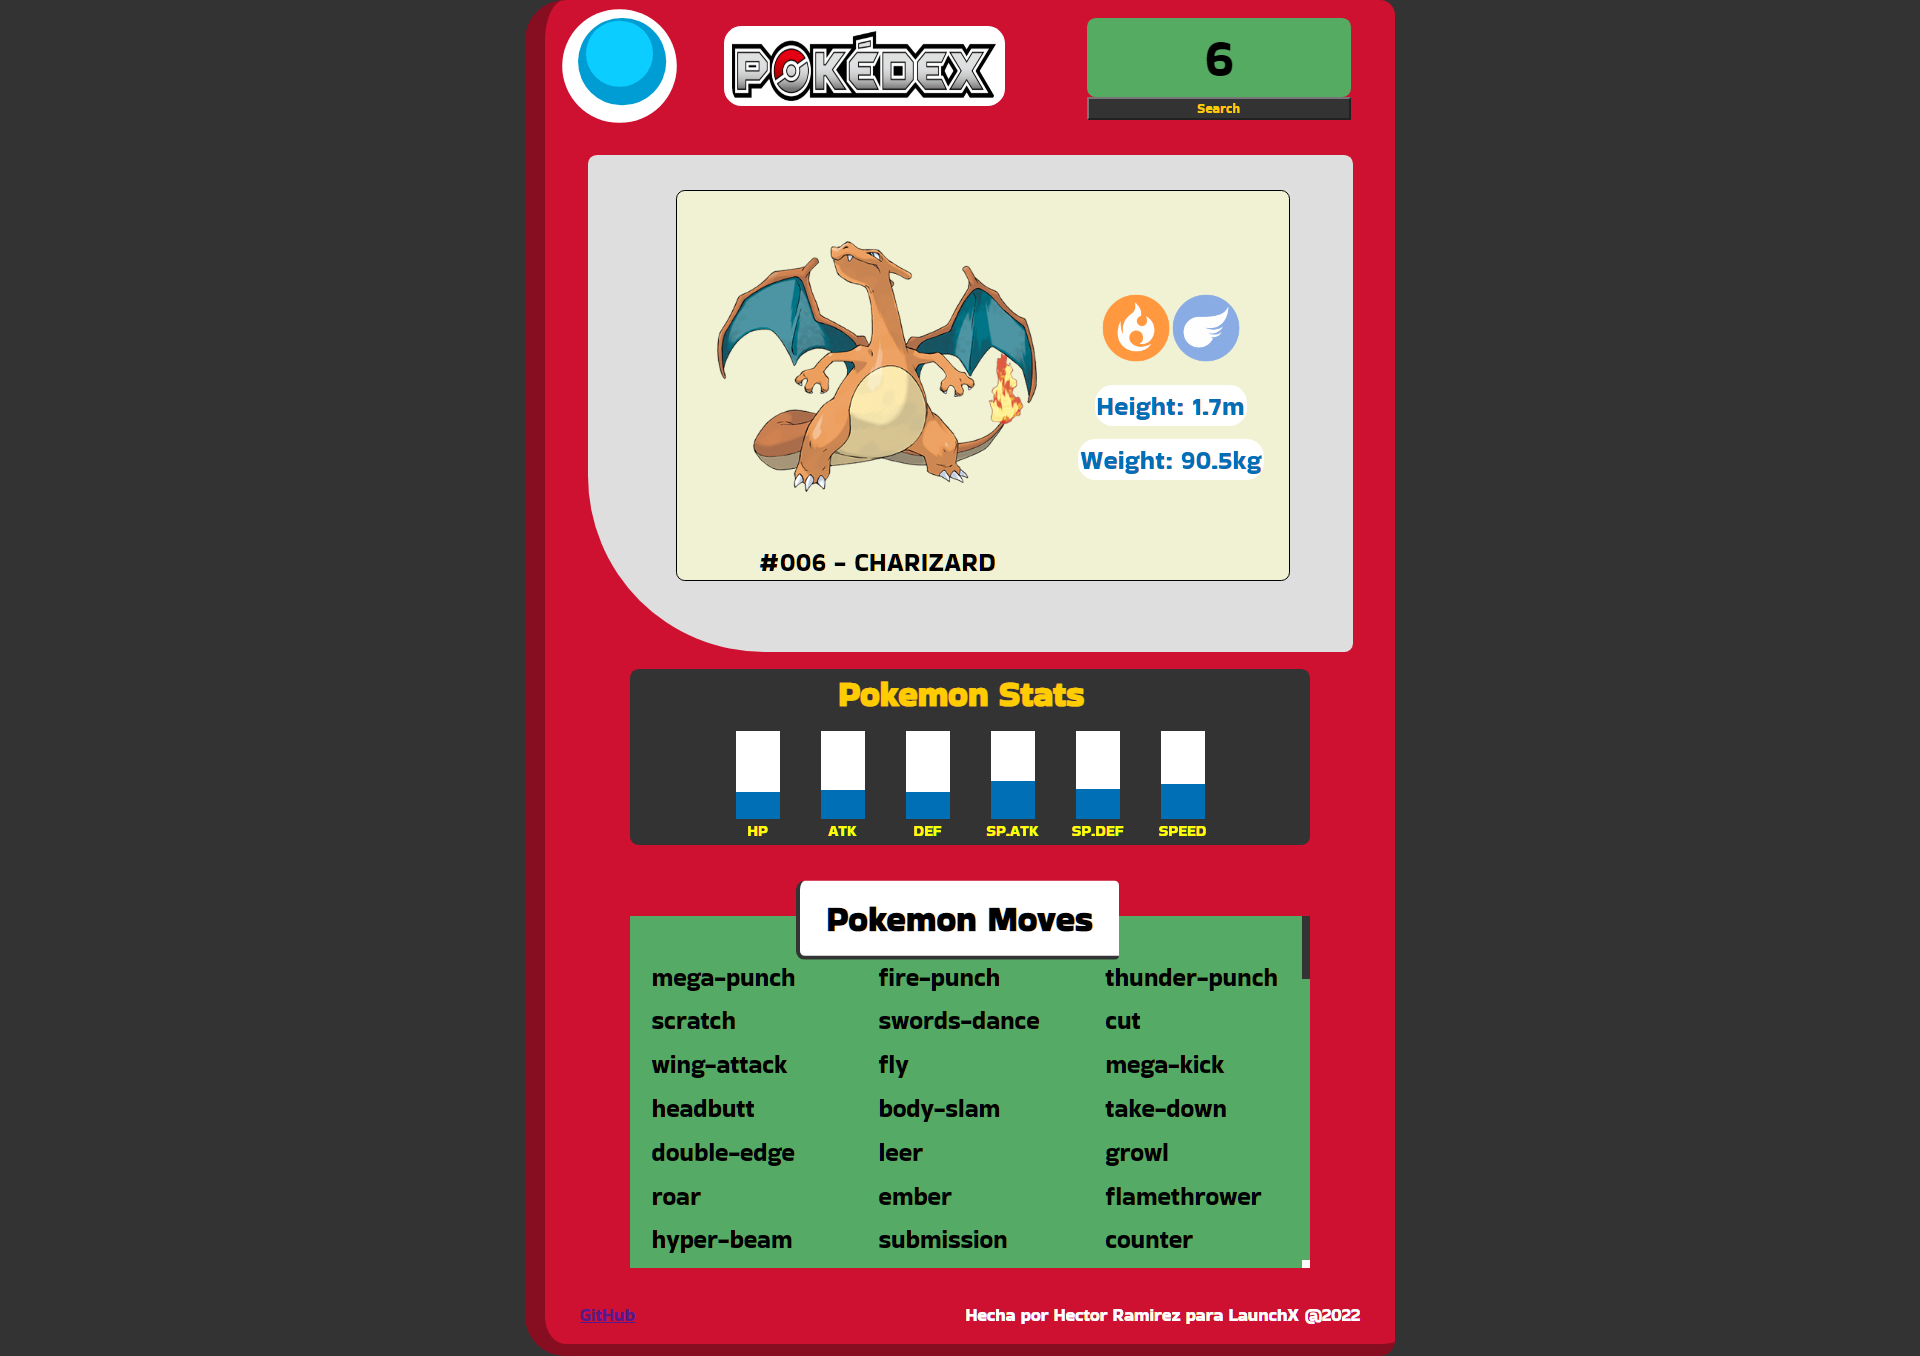 POKÉDEX
6
Search
Height: 1.7m
Weight: 90.5kg
#006 - CHARIZARD
Pokemon Stats
HP ATK DEF SP.ATK SP.DEF SPEED
Pokemon Moves
mega-punch fire-punch thunder-punch
scratch swords-dance cut
wing-attack fly mega-kick
headbutt body-slam take-down
double-edge leer growl
roar ember flamethrower
hyper-beam submission counter
GitHub Hecha por Hector Ramirez para LaunchX @2022